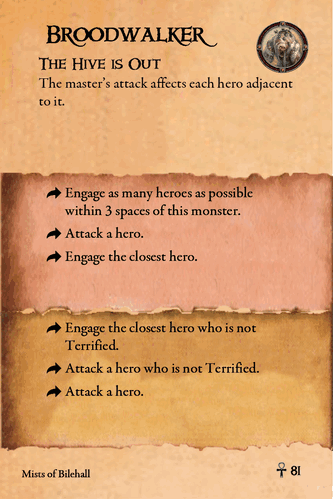 Broodwalker
The Hive is Out
The master's attack affects each hero adjacent
to it.
Engage as many heroes as possible
within 3 spaces of this monster.
Attack a hero.
Engage the closest hero.
Engage the closest hero who is not
Terrified.
Attack a hero who is not Terrified.
Attack a hero.
Mists of Bilehall
81